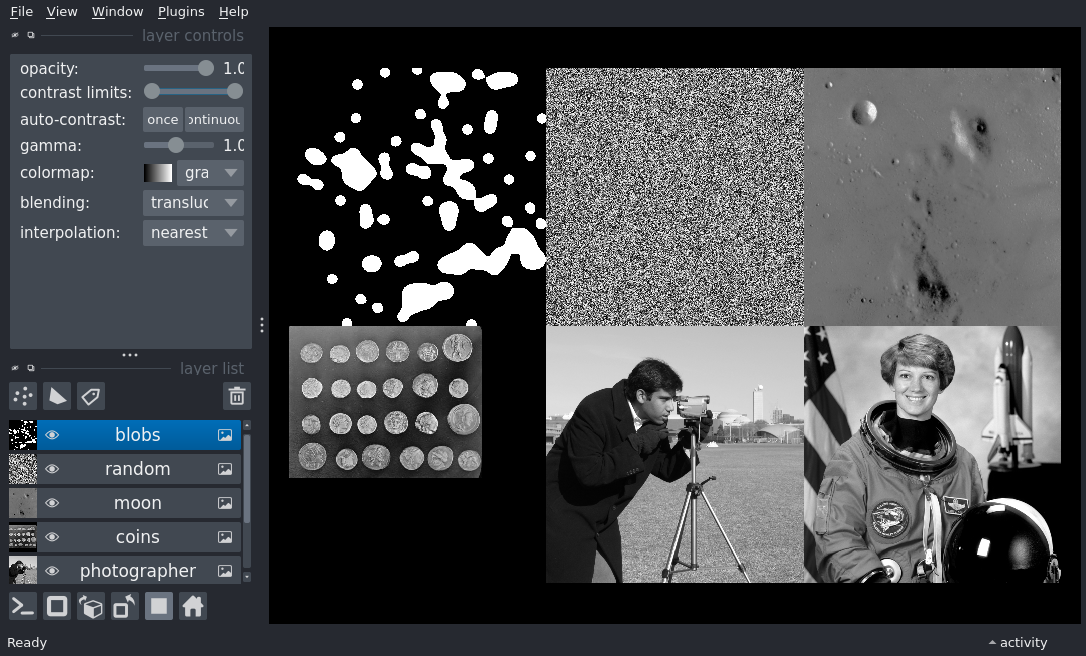 File View Window Plugins Help
layer controls
opacity: 1.0
contrast limits:
auto-contrast: once ontinuou
gamma: 1.0
colormap: gra
blending: transluc
interpolation: nearest
layer list
blobs
random
moon
coins
photographer
Ready activity